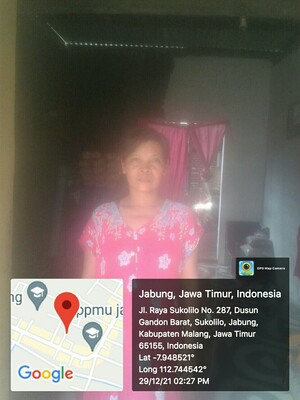 GPS Map Camera
ng
ppmu ja
Google
Jabung, Jawa Timur, Indonesia
Jl. Raya Sukolilo No. 287, Dusun
Gandon Barat, Sukolilo, Jabung,
Kabupaten Malang, Jawa Timur
65155, Indonesia
Lat -7.948521°
Long 112.744542°
29/12/21 02:27 PM